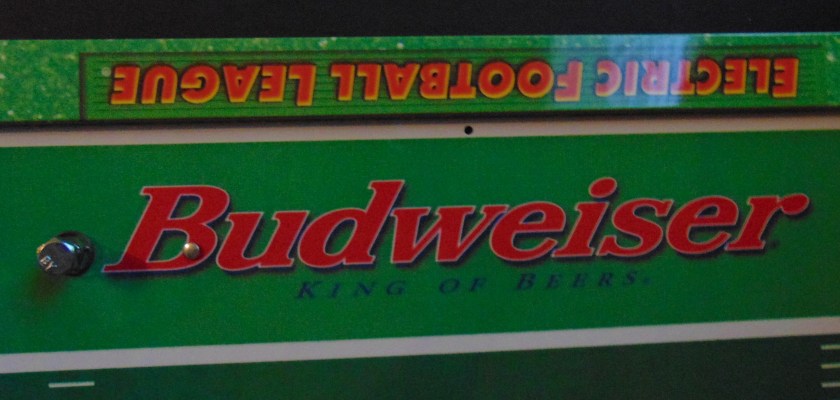 ELECTRIC FOOTBALL LEAGUE
Budweiser
KING OF BEERS®